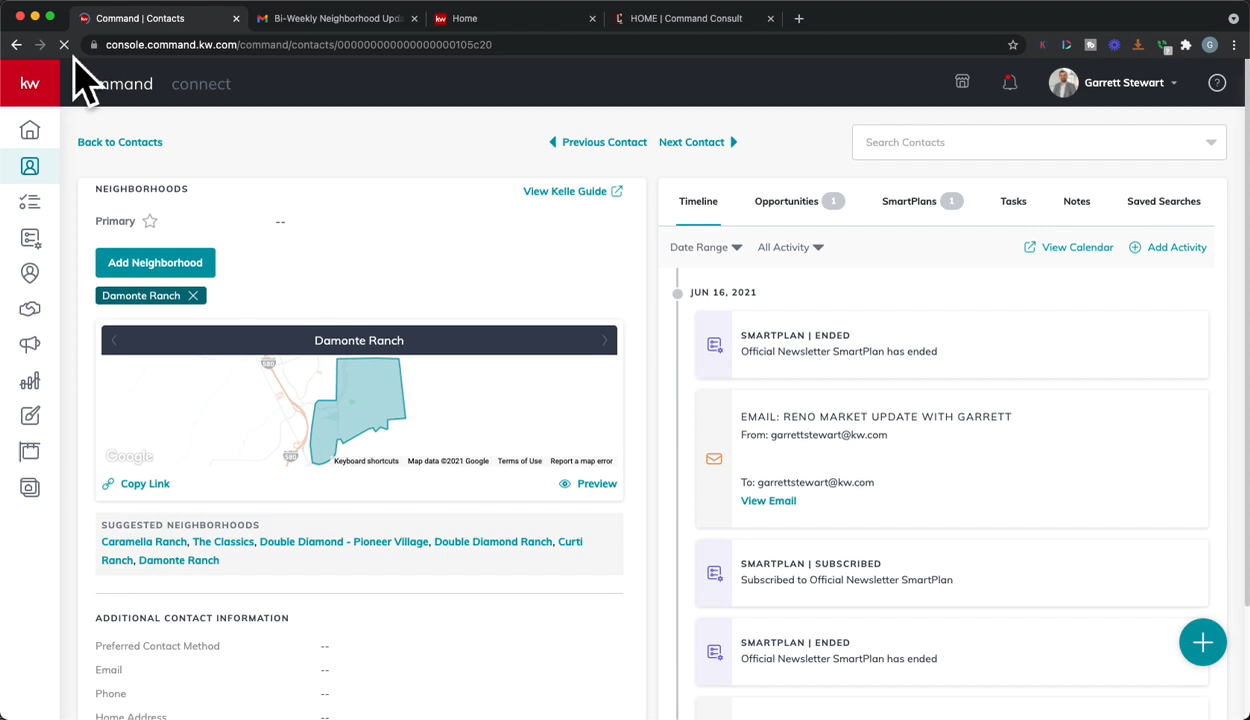 Command | Contacts
Bi-Weekly Neighborhood Upda
kw Home
HOME | Command Consult
console.command.kw.com/command/contacts/000000000000000000105c20
kw
mmand connect
Garrett Stewart
Back to Contacts
Previous Contact Next Contact
Search Contacts
NEIGHBORHOODS
View Kelle Guide
Primary --
Add Neighborhood
Damonte Ranch
Damonte Ranch
580
580
Google
Keyboard shortcuts Map data ©2021 Google Terms of Use Report a map error
Copy Link
Preview
SUGGESTED NEIGHBORHOODS
Caramella Ranch, The Classics, Double Diamond - Pioneer Village, Double Diamond Ranch, Curti
Ranch, Damonte Ranch
ADDITIONAL CONTACT INFORMATION
Preferred Contact Method --
Email --
Phone --
Home Address --
Timeline Opportunities 1 SmartPlans 1 Tasks Notes Saved Searches
Date Range All Activity View Calendar Add Activity
JUN 16, 2021
SMARTPLAN | ENDED
Official Newsletter SmartPlan has ended
EMAIL: RENO MARKET UPDATE WITH GARRETT
From: garrettstewart@kw.com
To: garrettstewart@kw.com
View Email
SMARTPLAN | SUBSCRIBED
Subscribed to Official Newsletter SmartPlan
SMARTPLAN | ENDED
Official Newsletter SmartPlan has ended